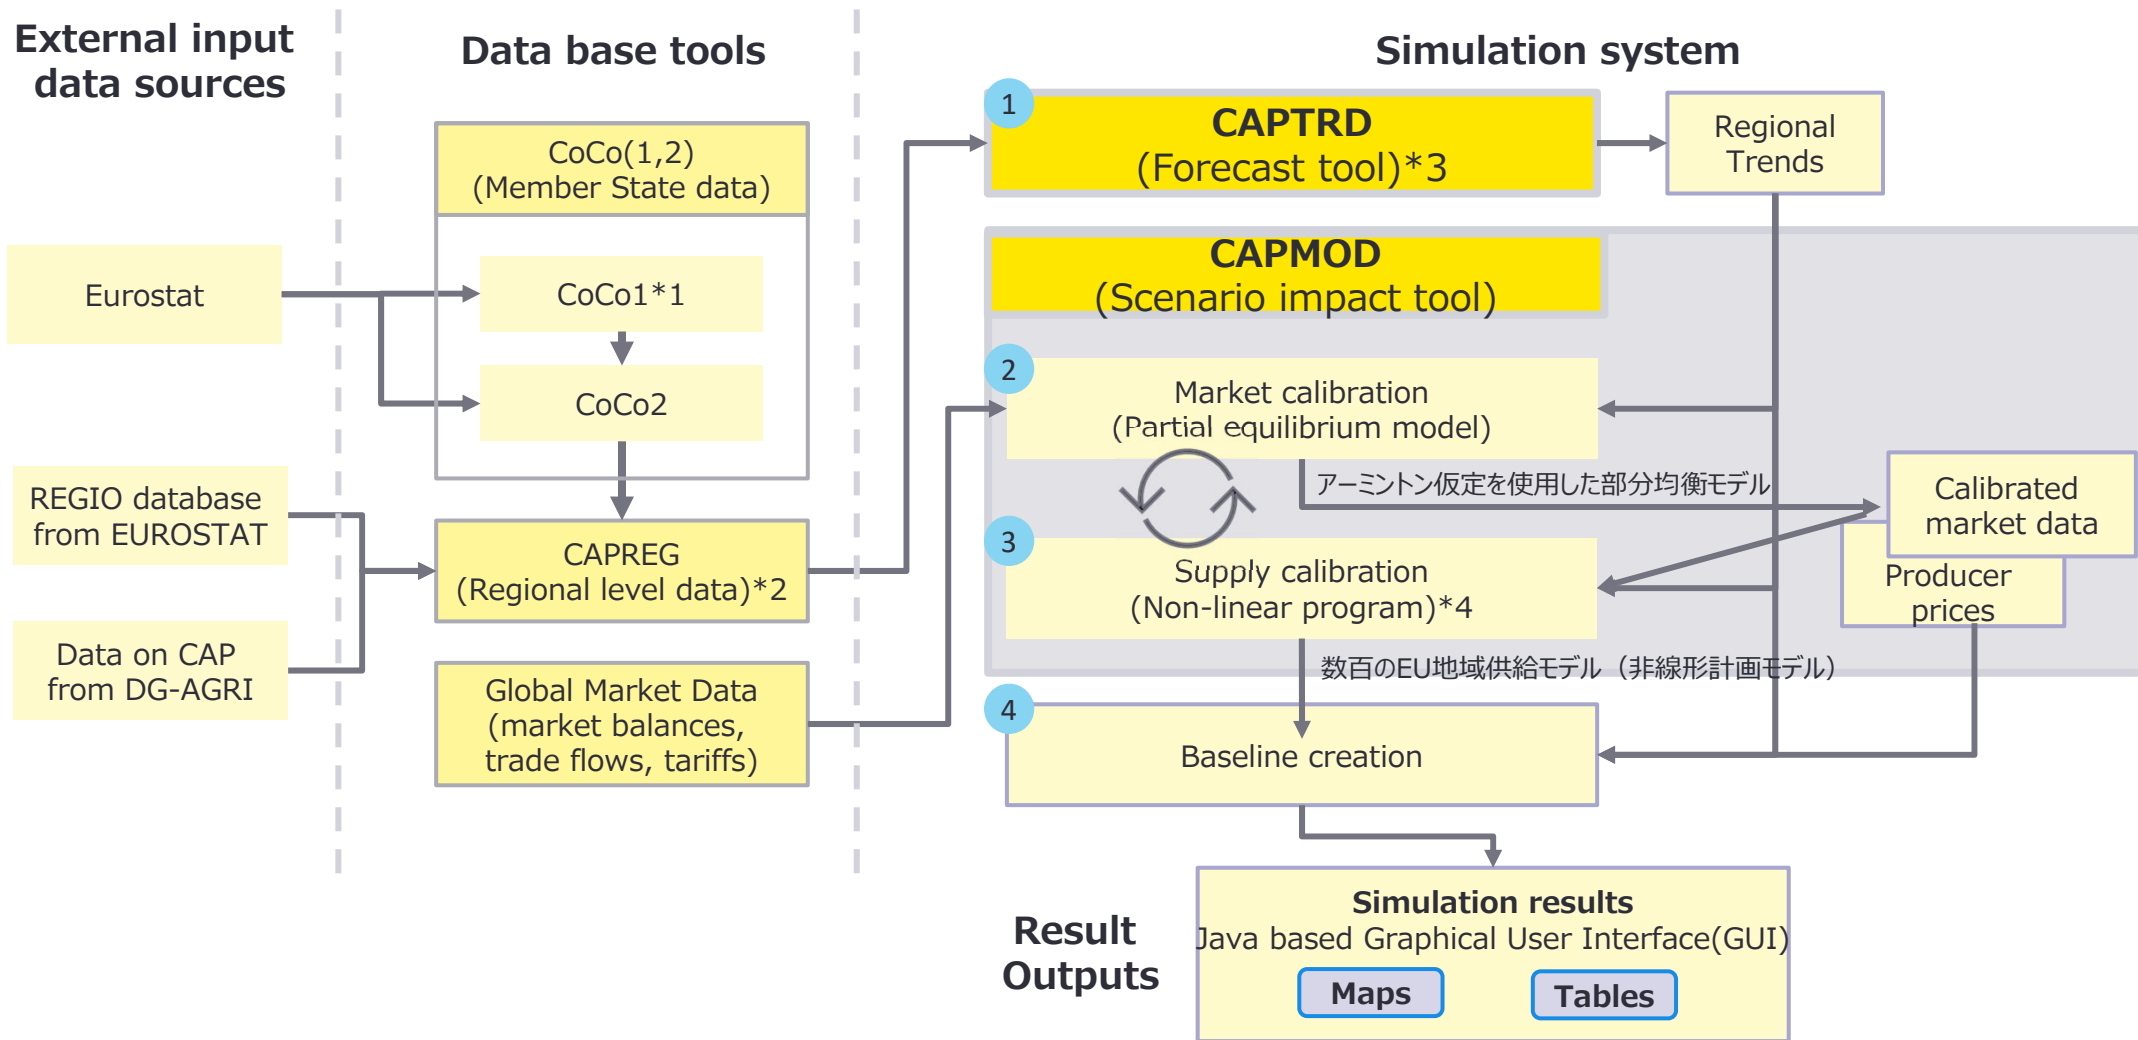 External input
data sources
Data base tools
Simulation system
Eurostat
REGIO database
from EUROSTAT
Data on CAP
from DG-AGRI
CoCo(1,2)
(Member State data)
CoCo1*1
CoCo2
CAPREG
(Regional level data)*2
Global Market Data
(market balances,
trade flows, tariffs)
1
CAPTRD
(Forecast tool)*3
Regional
Trends
CAPMOD
(Scenario impact tool)
2
Market calibration
(Partial equilibrium model)
アーミントン仮定を使用した部分均衡モデル
Calibrated
market data
Producer
prices
3
Supply calibration
(Non-linear program)*4
数百のEU地域供給モデル（非線形計画モデル）
4
Baseline creation
Result
Outputs
Simulation results
Java based Graphical User Interface(GUI)
Maps
Tables